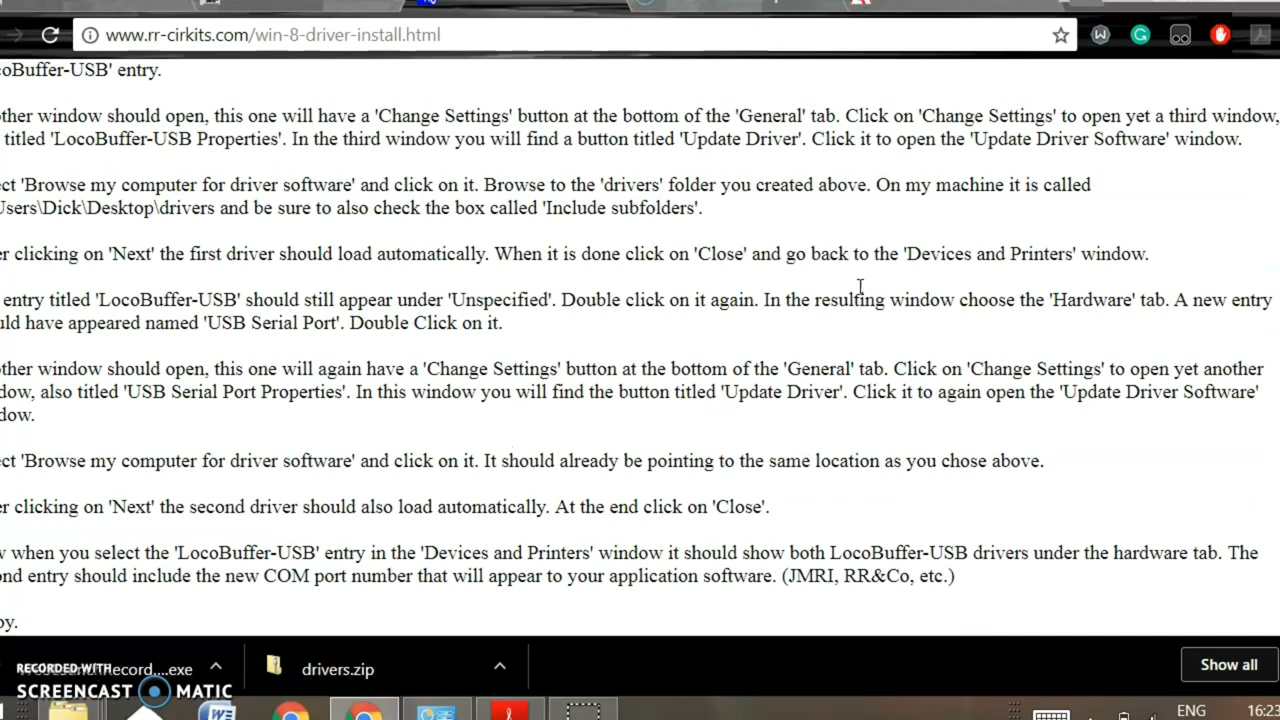 www.rr-cirkits.com/win-8-driver-install.html
coBuffer-USB' entry.
other window should open, this one will have a 'Change Settings' button at the bottom of the 'General' tab. Click on 'Change Settings' to open yet a third window,
titled 'LocoBuffer-USB Properties'. In the third window you will find a button titled 'Update Driver'. Click it to open the 'Update Driver Software' window.
ect 'Browse my computer for driver software' and click on it. Browse to the 'drivers' folder you created above. On my machine it is called
Users\Dick\Desktop\drivers and be sure to also check the box called 'Include subfolders'.
er clicking on 'Next' the first driver should load automatically. When it is done click on 'Close' and go back to the 'Devices and Printers' window.
entry titled 'LocoBuffer-USB' should still appear under 'Unspecified'. Double click on it again. In the resulting window choose the 'Hardware' tab. A new entry
uld have appeared named 'USB Serial Port'. Double Click on it.
other window should open, this one will again have a 'Change Settings' button at the bottom of the 'General' tab. Click on 'Change Settings' to open yet another
dow, also titled 'USB Serial Port Properties'. In this window you will find the button titled 'Update Driver'. Click it to again open the 'Update Driver Software'
dow.
ect 'Browse my computer for driver software' and click on it. It should already be pointing to the same location as you chose above.
er clicking on 'Next' the second driver should also load automatically. At the end click on 'Close'.
w when you select the 'LocoBuffer-USB' entry in the 'Devices and Printers' window it should show both LocoBuffer-USB drivers under the hardware tab. The
ond entry should include the new COM port number that will appear to your application software. (JMRI, RR&Co, etc.)
oy.
RECORDED WITH
record....exe
drivers.zip
Show all
SCREENCAST MATIC
ENG
16:23